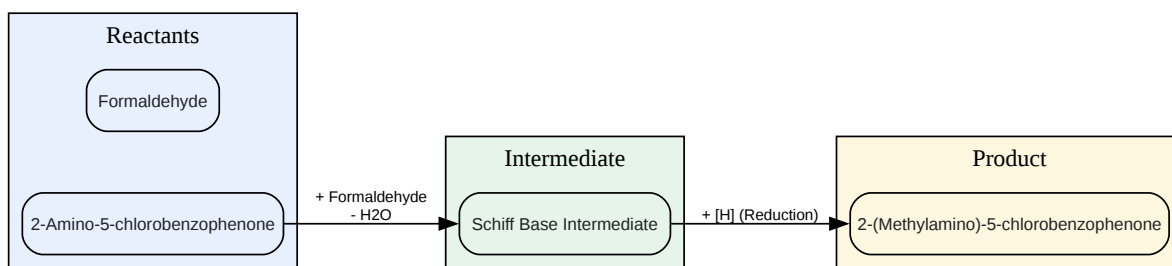 Reactants
Formaldehyde
2-Amino-5-chlorobenzophenone
+ Formaldehyde
- H2O
Intermediate
Schiff Base Intermediate
+ [H] (Reduction)
Product
2-(Methylamino)-5-chlorobenzophenone